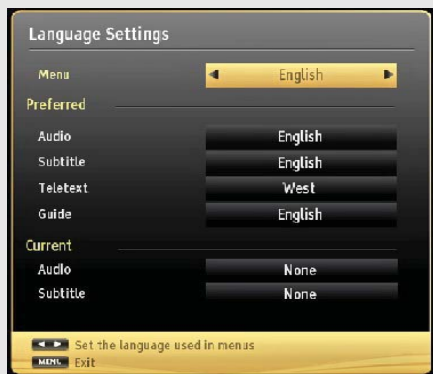 Language Settings
Menu English
Preferred
Audio English
Subtitle English
Teletext West
Guide English
Current
Audio None
Subtitle None
Set the language used in menus
MENU Exit